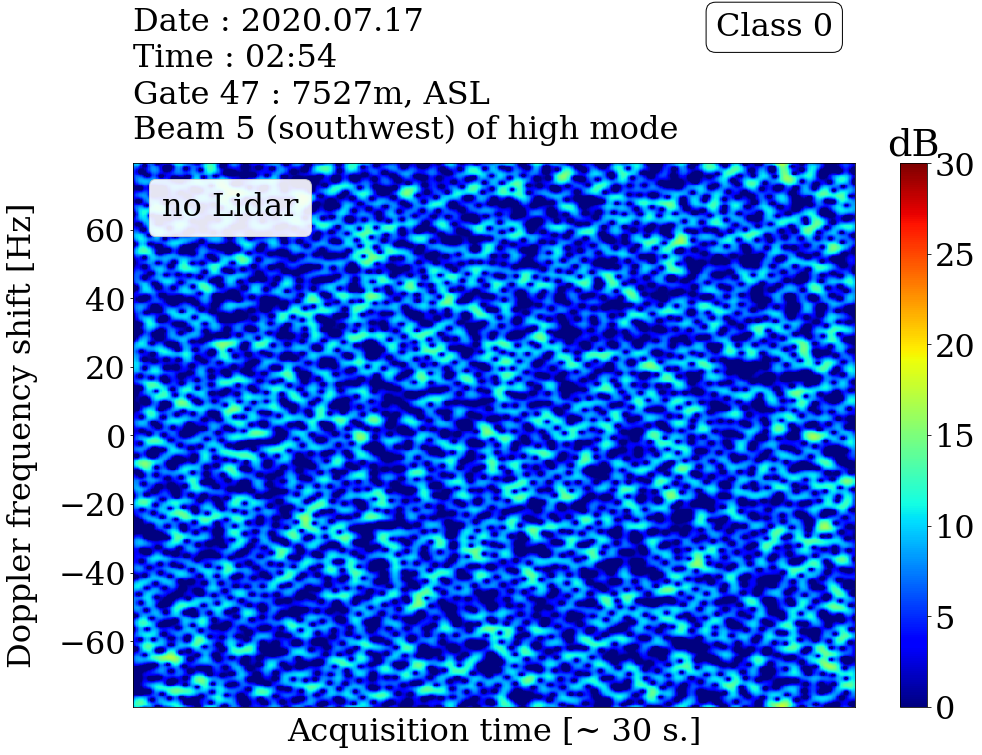 Date : 2020.07.17
Time : 02:54
Gate 47 : 7527m, ASL
Beam 5 (southwest) of high mode
Class 0
no Lidar
Doppler frequency shift [Hz]
60
40
20
0
−20
−40
−60
Acquisition time [~ 30 s.]
dB
30
25
20
15
10
5
0